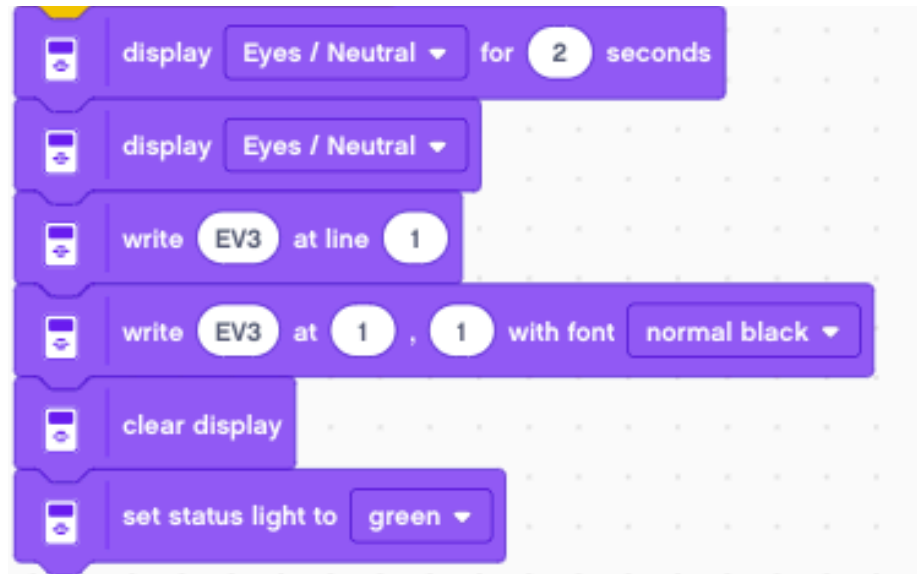 display Eyes / Neutral for 2 seconds
display Eyes / Neutral
write EV3 at line 1
write EV3 at 1 , 1 with font normal black
clear display
set status light to green